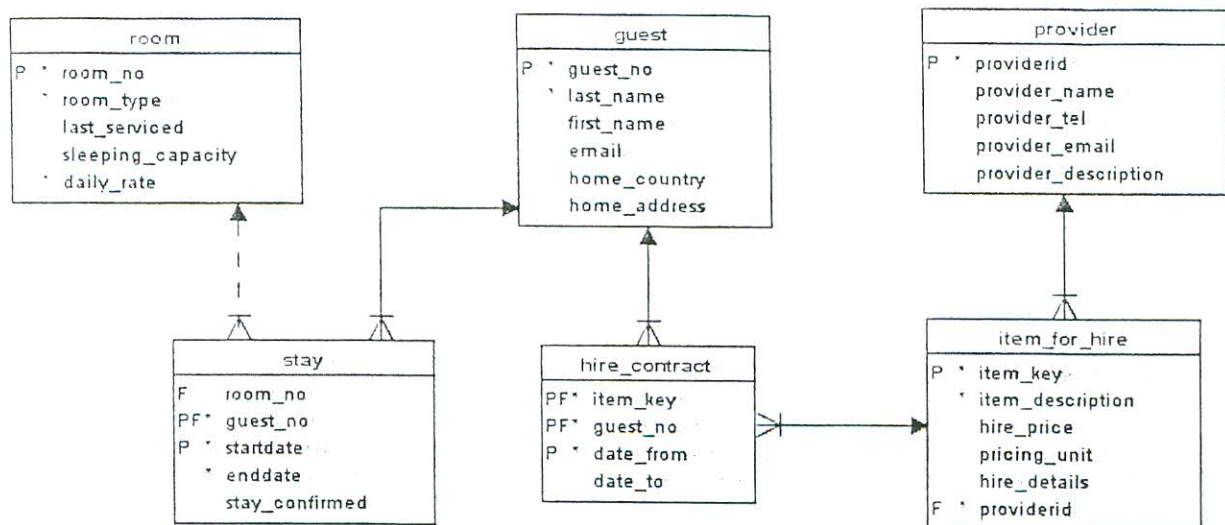 room
P * room_no
* room_type
last_serviced
sleeping_capacity
* daily_rate
guest
P * guest_no
* last_name
first_name
email
home_country
home_address
provider
P * providerid
provider_name
provider_tel
provider_email
provider_description
stay
F room_no
PF* guest_no
P * startdate
* enddate
stay_confirmed
hire_contract
PF* item_key
PF* guest_no
P * date_from
date_to
item_for_hire
P * item_key
* item_description
hire_price
pricing_unit
hire_details
F * providerid